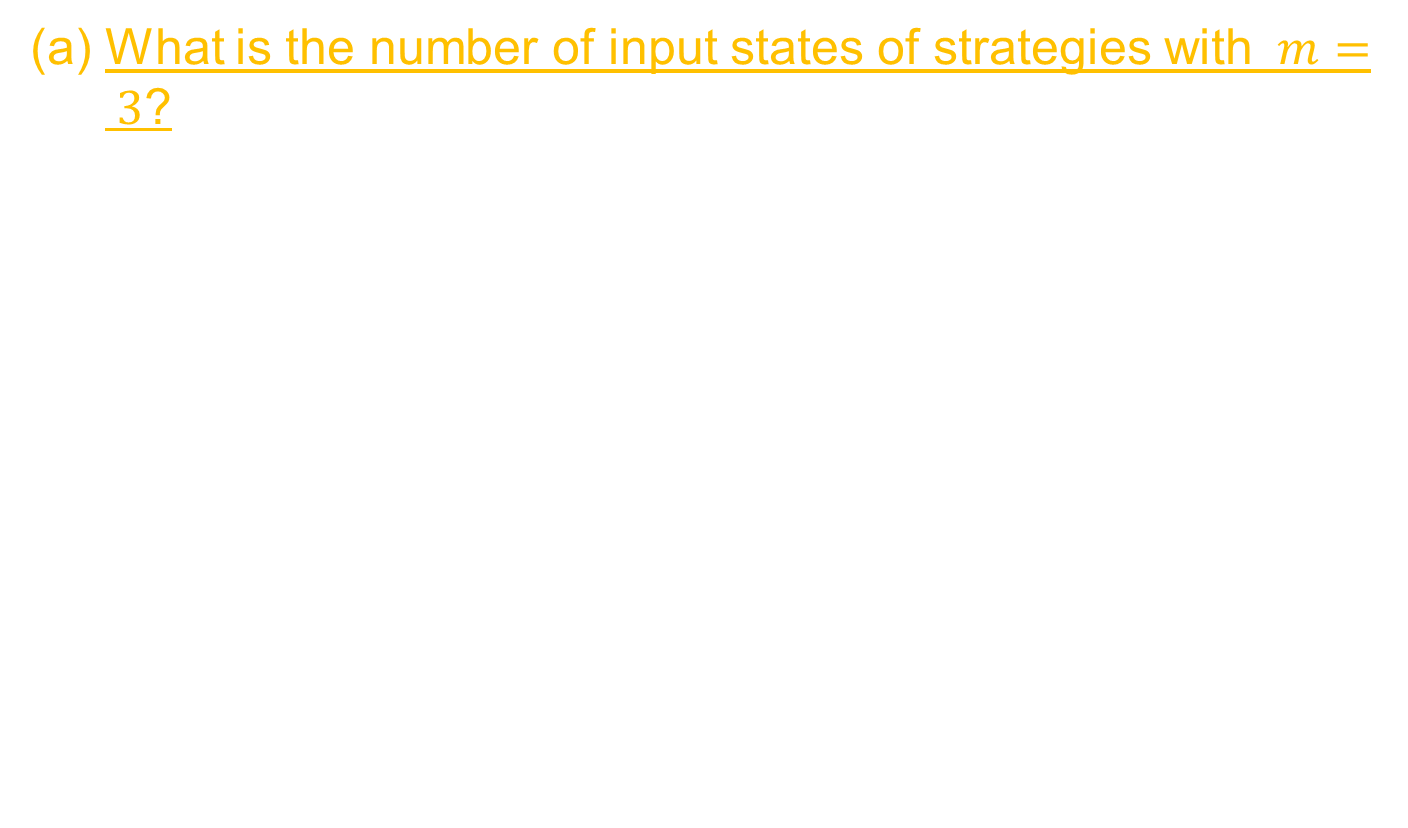 (a) What is the number of input states of strategies with m =
3?